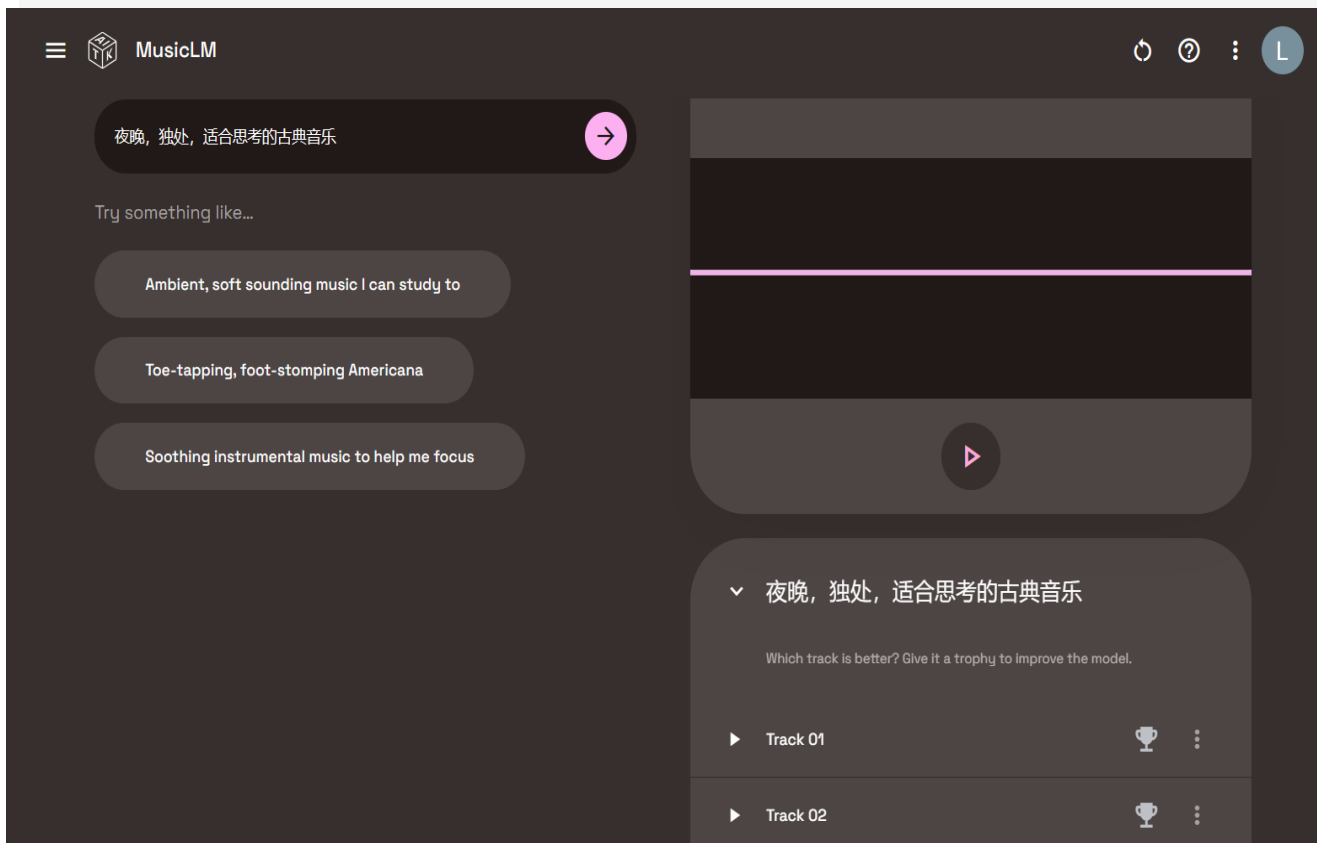 MusicLM
L
夜晚，独处，适合思考的古典音乐
Try something like…
Ambient, soft sounding music I can study to
Toe-tapping, foot-stomping Americana
Soothing instrumental music to help me focus
夜晚，独处，适合思考的古典音乐
Which track is better? Give it a trophy to improve the model.
Track 01
Track 02